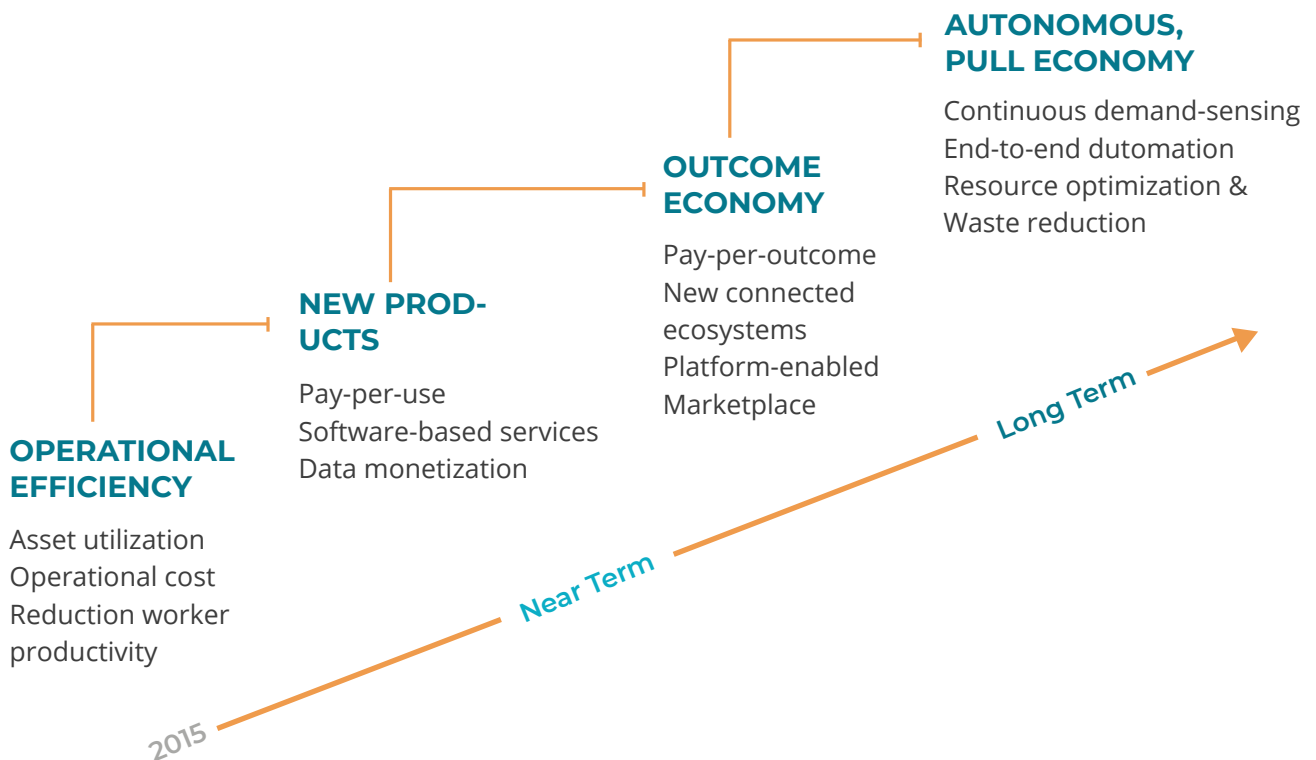 OPERATIONAL
EFFICIENCY
Asset utilization
Operational cost
Reduction worker
productivity
NEW PROD-
UCTS
Pay-per-use
Software-based services
Data monetization
OUTCOME
ECONOMY
Pay-per-outcome
New connected
ecosystems
Platform-enabled
Marketplace
AUTONOMOUS,
PULL ECONOMY
Continuous demand-sensing
End-to-end dutomation
Resource optimization &
Waste reduction
2015
Near Term
Long Term